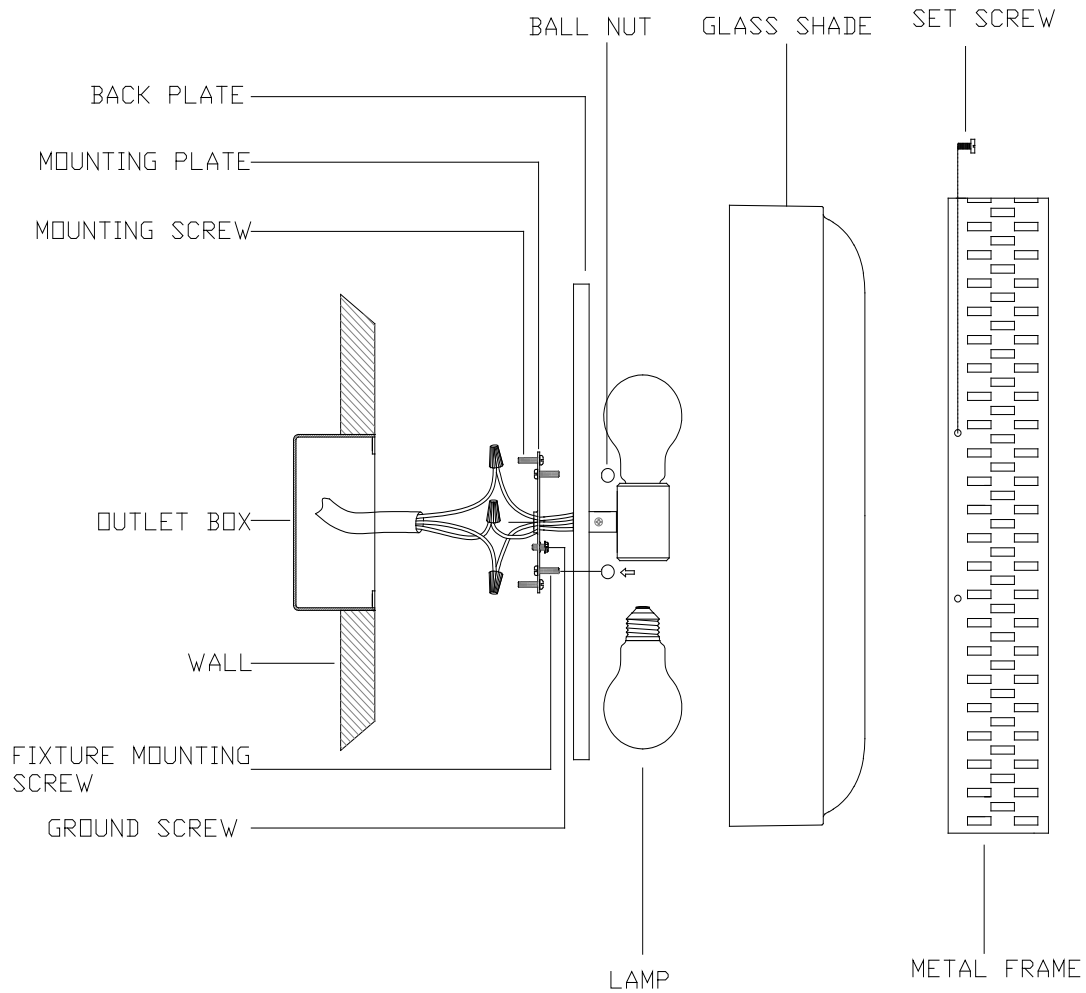 BALL NUT
GLASS SHADE
SET SCREW
BACK PLATE
MOUNTING PLATE
MOUNTING SCREW
OUTLET BOX
WALL
FIXTURE MOUNTING
SCREW
GROUND SCREW
LAMP
METAL FRAME